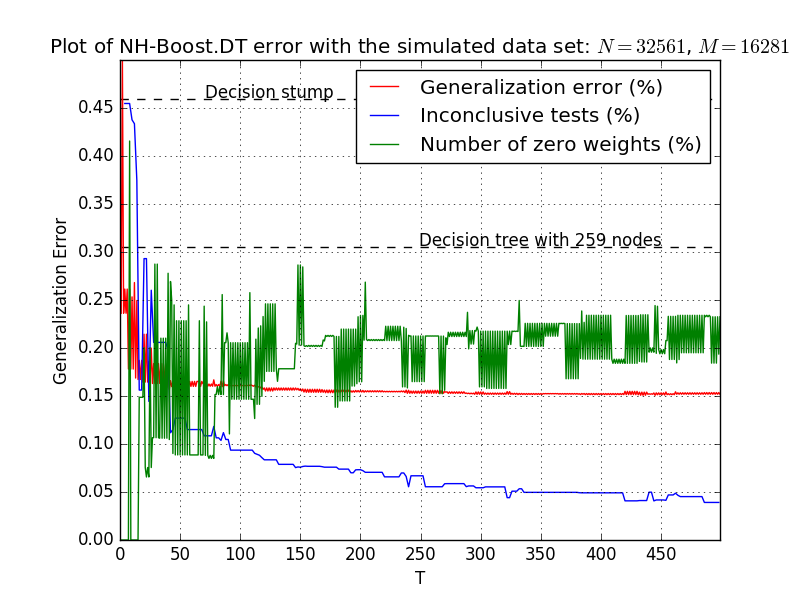 Plot of NH-Boost.DT error with the simulated data set: N = 32561, M = 16281
Generalization error (%)
Inconclusive tests (%)
Number of zero weights (%)
Decision stump
Decision tree with 259 nodes
Generalization Error
0.45
0.40
0.35
0.30
0.25
0.20
0.15
0.10
0.05
0.00
0 50 100 150 200 250 300 350 400 450
T